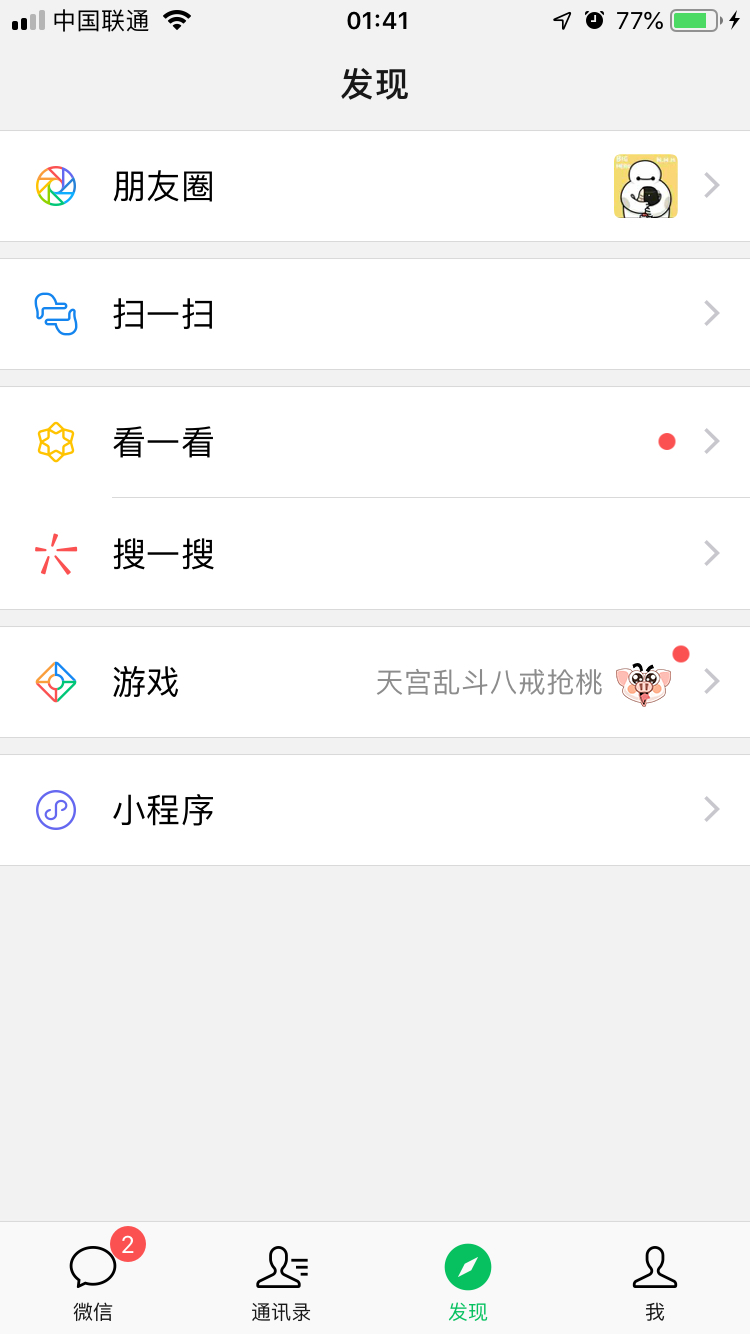 中国联通 01:41 77%
发现
朋友圈
扫一扫
看一看
搜一搜
游戏 天宫乱斗八戒抢桃
小程序
2
微信 通讯录 发现 我